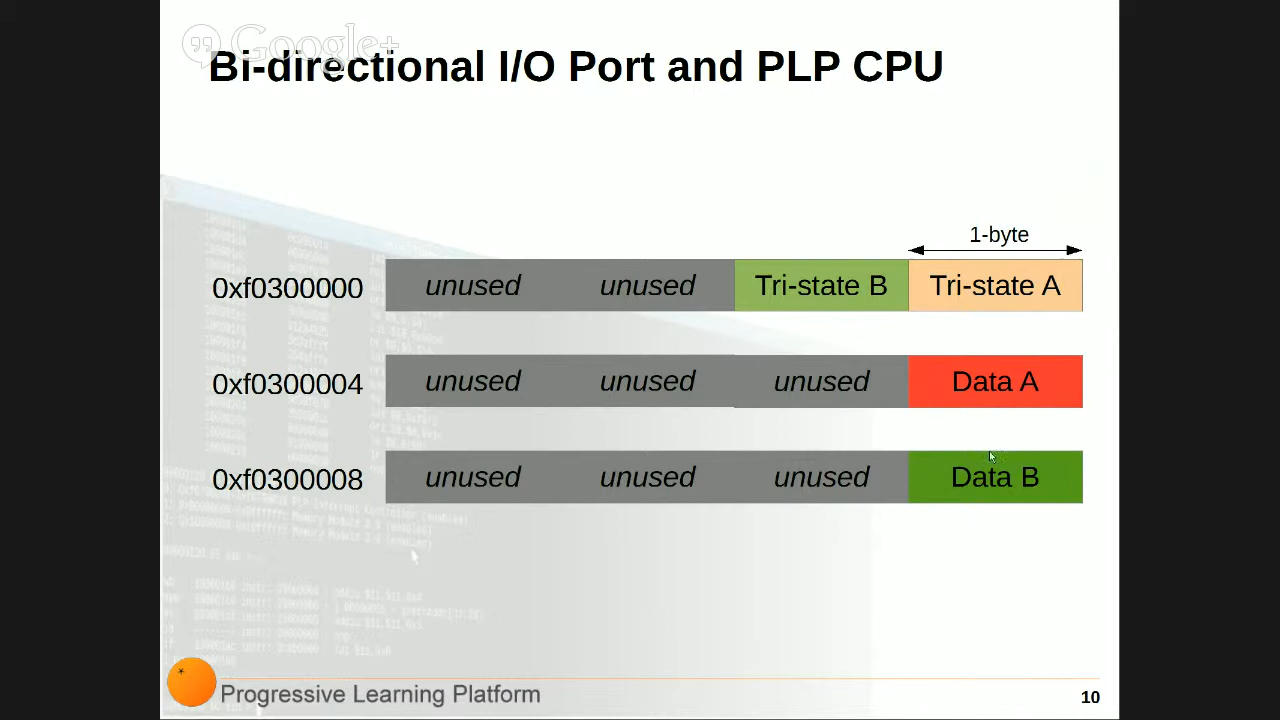 Google+
Bi-directional I/O Port and PLP CPU
1-byte
0xf0300000 unused unused Tri-state B Tri-state A
0xf0300004 unused unused unused Data A
0xf0300008 unused unused unused Data B
Progressive Learning Platform
10